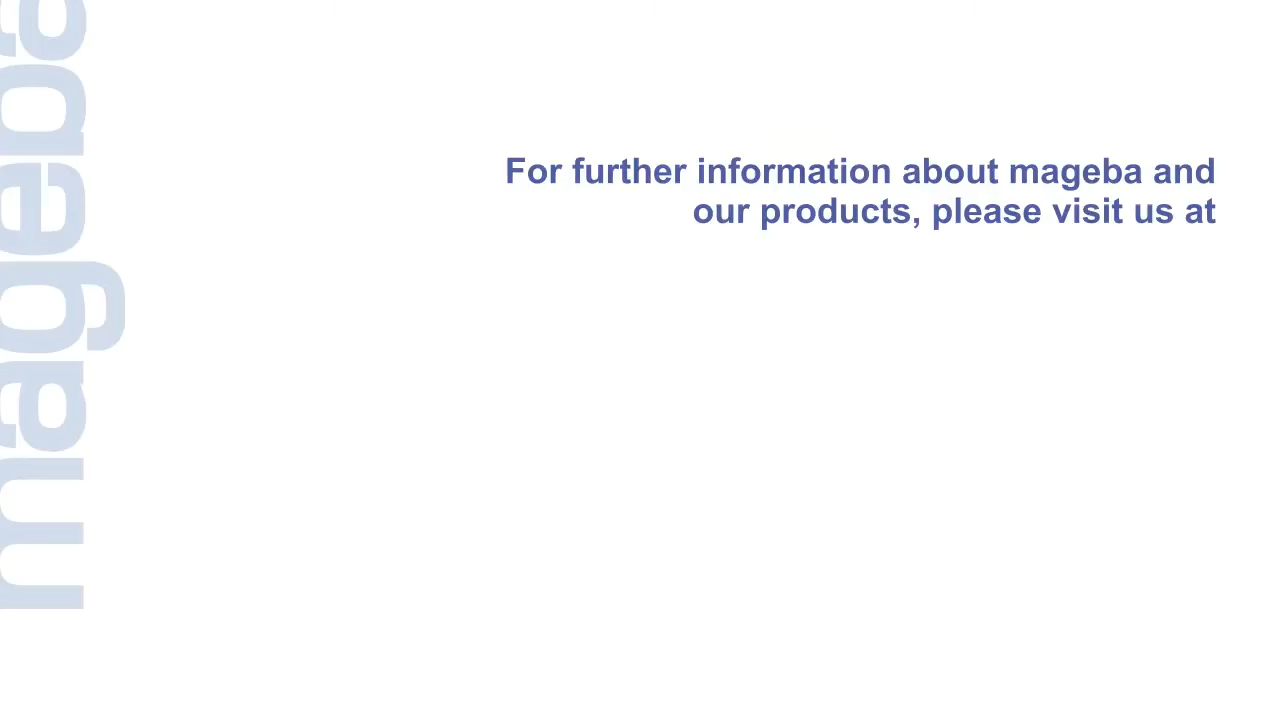 mageba
For further information about mageba and
our products, please visit us at